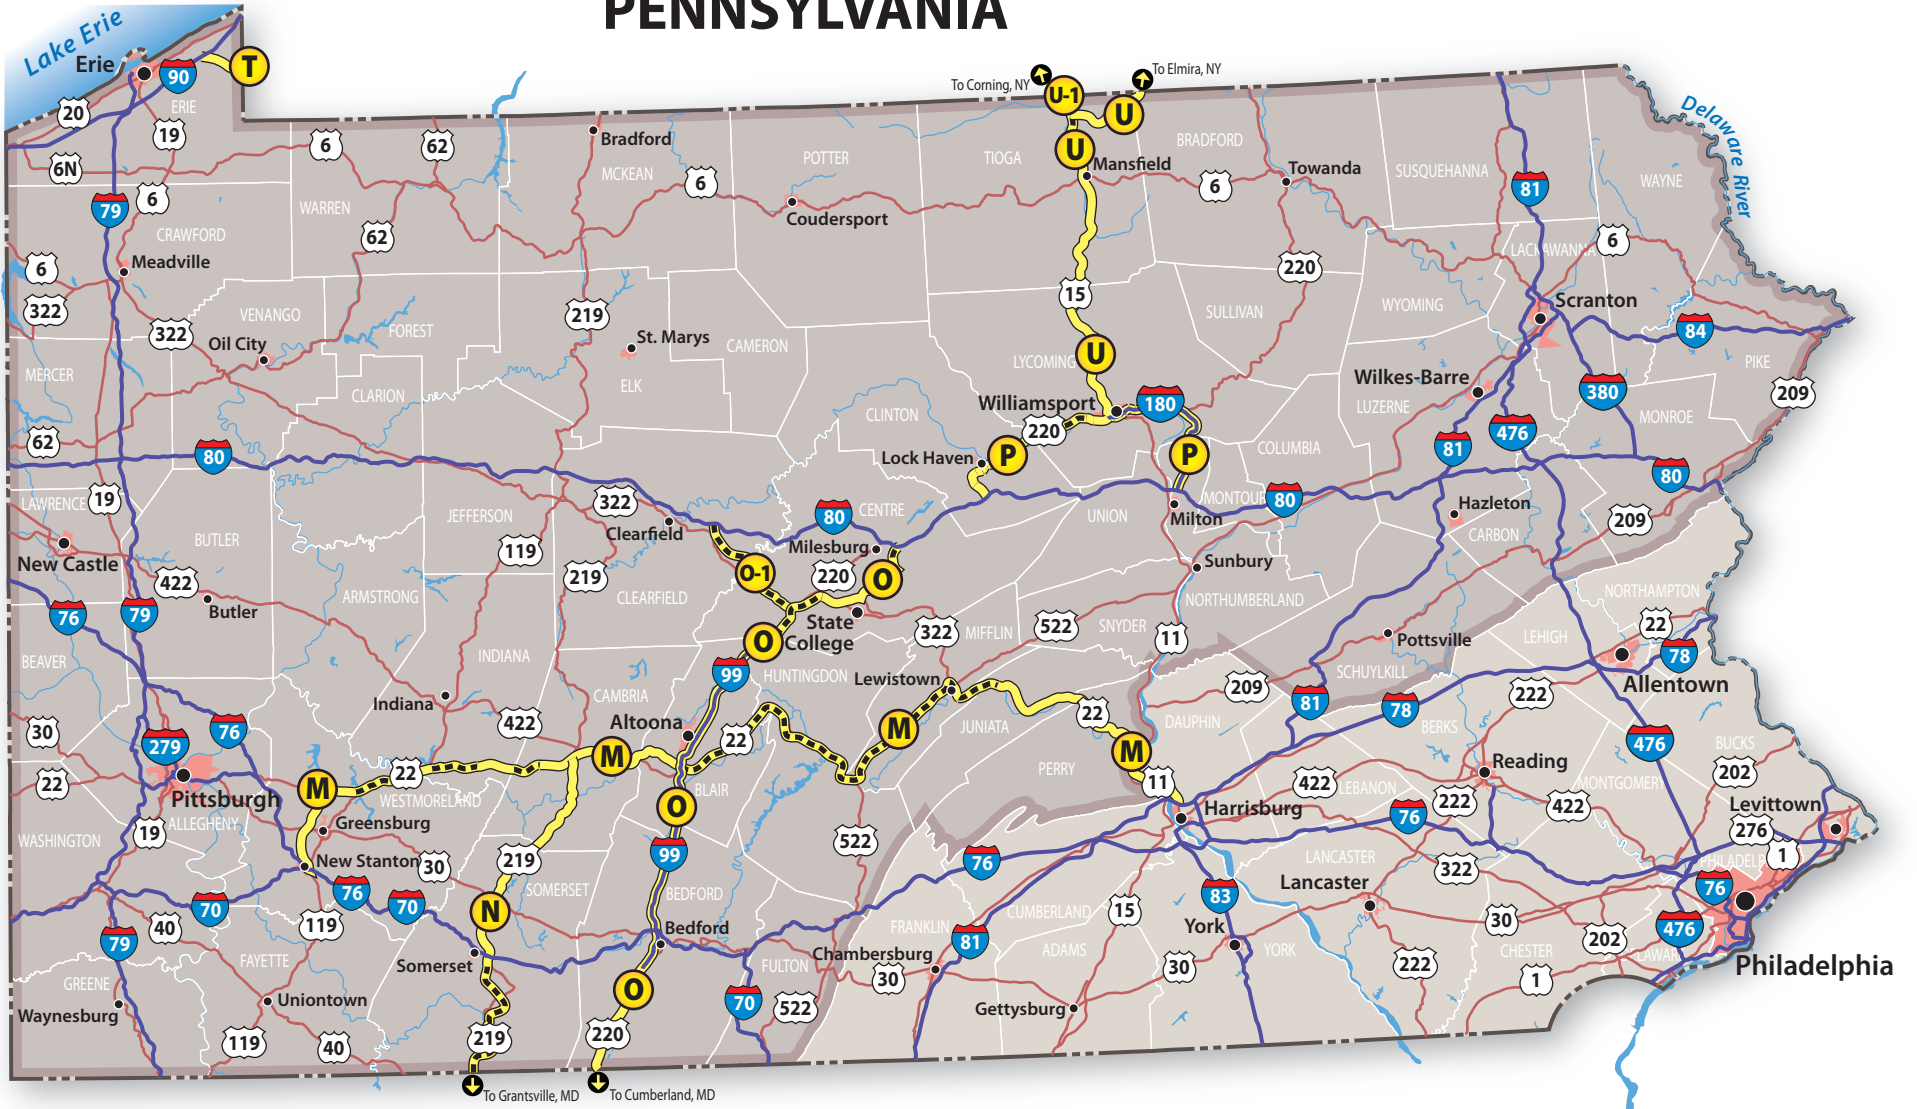 PENNSYLVANIA
Lake Erie
Erie
90
T
To Corning, NY
To Elmira, NY
U-1
U
20
ERIE
19
6
62
Bradford
POTTER
TIOGA
U
Mansfield
BRADFORD
Delaware River
6N
MCKEAN
6
6
Towanda
SUSQUEHANNA
81
WAYNE
79
6
WARREN
62
Coudersport
CRAWFORD
Meadville
6
322
220
LACKAWANNA
6
322
VENANGO
FOREST
219
15
SULLIVAN
WYOMING
Scranton
Oil City
St. Marys
CAMERON
84
MERCER
ELK
LYCOMING
U
PIKE
CLARION
Wilkes-Barre
380
209
CLINTON
Williamsport
180
LUZERNE
MONROE
62
220
476
80
Lock Haven
P
P
COLUMBIA
81
80
LAWRENCE
19
322
CENTRE
MONTOUR
80
Hazleton
JEFFERSON
80
UNION
Milton
209
BUTLER
Clearfield
Milesburg
CARBON
New Castle
119
Sunbury
422
219
O-1
220
O
NORTHAMPTON
76
79
Butler
ARMSTRONG
CLEARFIELD
NORTHUMBERLAND
State
College
322
MIFFLIN
522
SNYDER
11
Pottsville
LEHIGH
22
BEAVER
INDIANA
O
78
99
HUNTINGDON
Lewistown
SCHUYLKILL
Allentown
Indiana
CAMBRIA
209
81
78
222
30
76
422
Altoona
22
M
JUNIATA
22
DAUPHIN
BERKS
279
M
M
476
BUCKS
22
M
22
PERRY
11
422
LEBANON
Reading
202
Pittsburgh
WESTMORELAND
BLAIR
222
MONTGOMERY
422
Levittown
WASHINGTON
19
ALLEGHENY
Greensburg
O
Harrisburg
76
276
New Stanton
30
219
99
522
76
LANCASTER
322
1
70
76
70
SOMERSET
BEDFORD
Lancaster
76
40
119
N
83
79
Bedford
FRANKLIN
CUMBERLAND
15
30
476
FAYETTE
Somerset
Chambersburg
81
ADAMS
York
YORK
CHESTER
202
GREENE
FULTON
30
30
222
1
Philadelphia
Waynesburg
Uniontown
O
70
522
Gettysburg
119
40
219
220
To Grantsville, MD
To Cumberland, MD